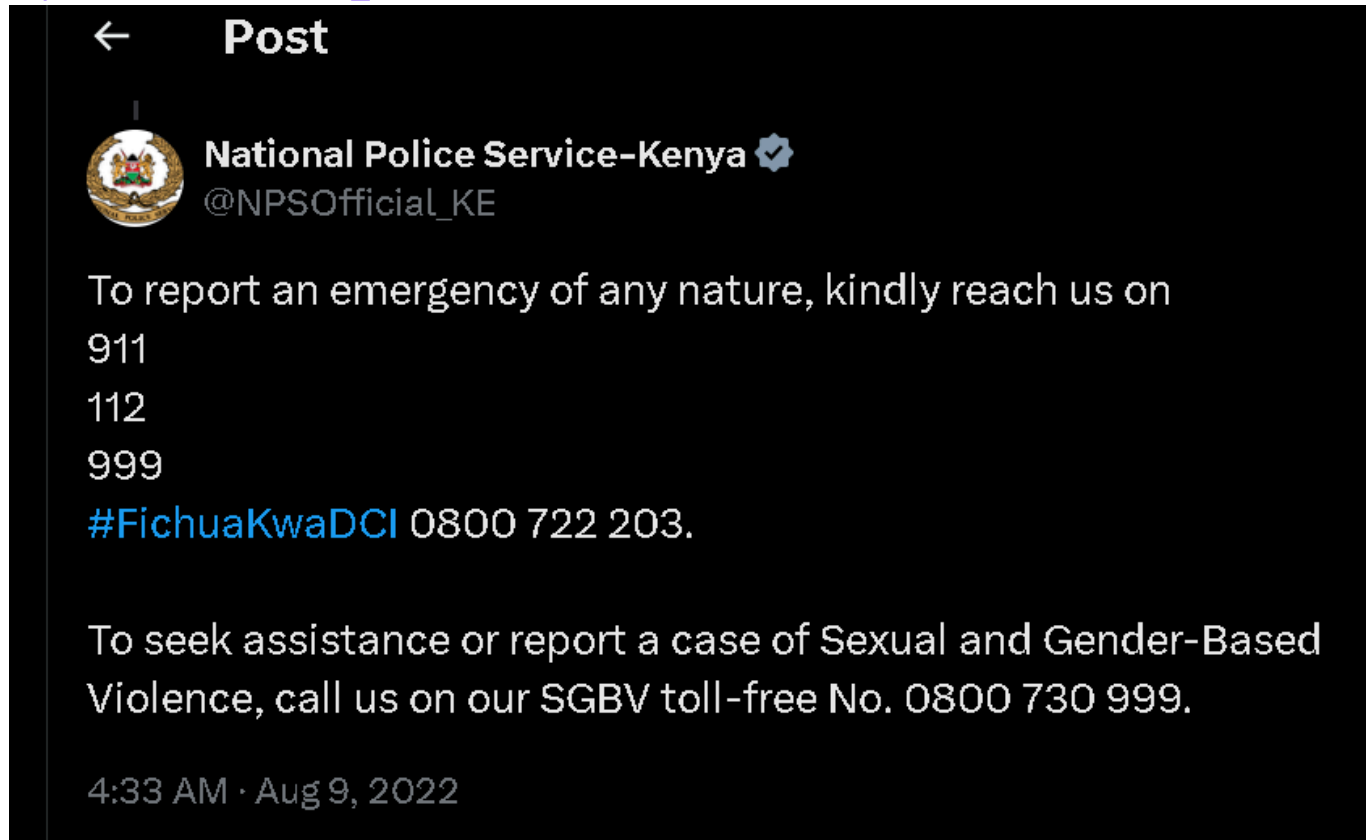 Post
National Police Service-Kenya
@NPSOfficial_KE
To report an emergency of any nature, kindly reach us on
911
112
999
#FichuaKwaDCI 0800 722 203.
To seek assistance or report a case of Sexual and Gender-Based
Violence, call us on our SGBV toll-free No. 0800 730 999.
4:33 AM · Aug 9, 2022